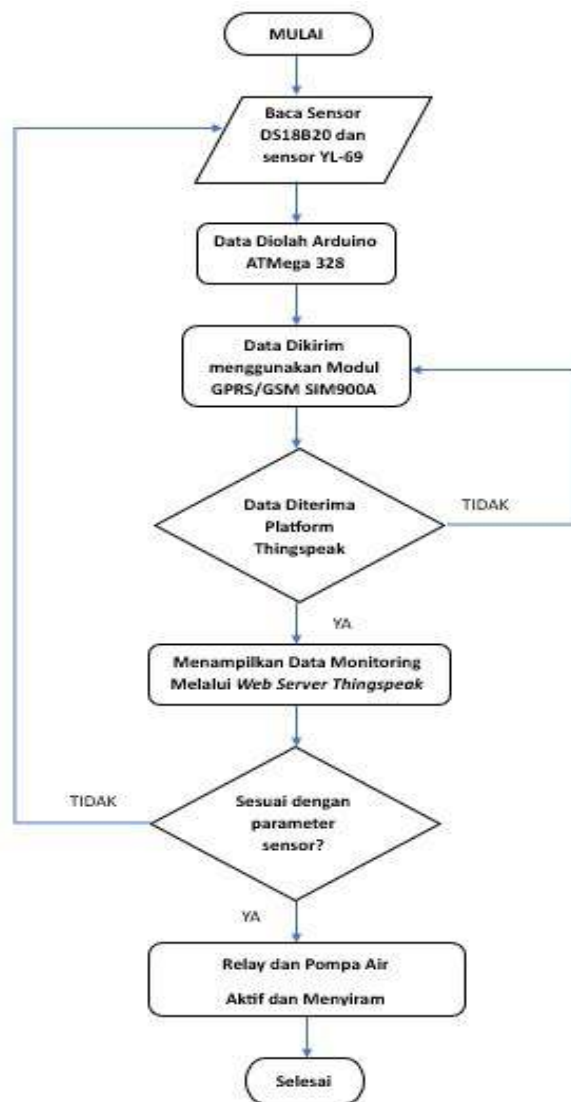 MULAI
Baca Sensor
DS18B20 dan
sensor YL-69
Data Diolah Arduino
ATMega 328
Data Dikirim
menggunakan Modul
GPRS/GSM SIM900A
Data Diterima
Platform
Thingspeak
TIDAK
YA
Menampilkan Data Monitoring
Melalui Web Server Thingspeak
TIDAK
Sesuai dengan
parameter
sensor?
YA
Relay dan Pompa Air
Aktif dan Menyiram
Selesai